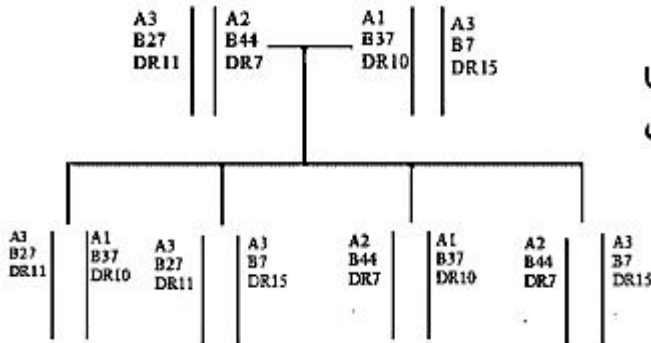 A3 A2 A1 A3
B27 B44 B37 B7
DR11 DR7 DR10 DR15
A3 A1 A3 A3 A2 A1 A2 A3
B27 B37 B27 B7 B44 B37 B44 B7
DR11 DR10 DR11 DR15 DR7 DR10 DR7 DR15